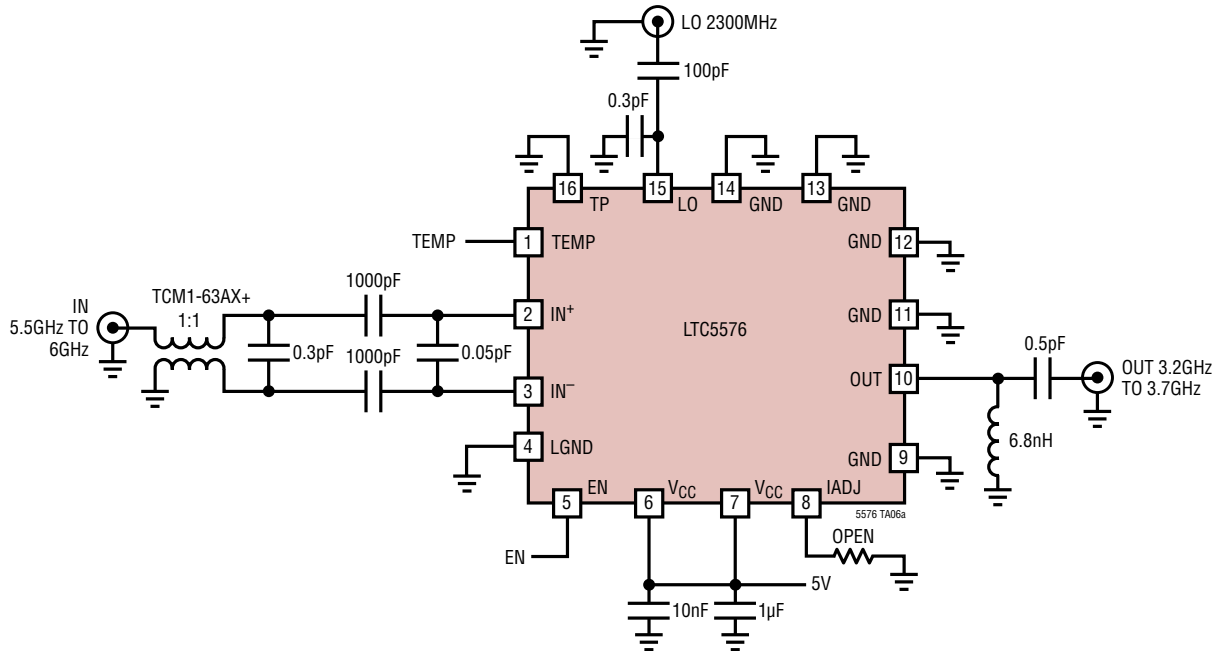 LO 2300MHz
100pF
0.3pF
16
15
14
13
TP
LO
GND
GND
TEMP
1
TEMP
GND
12
IN
5.5GHz TO
6GHz
TCM1-63AX+
1:1
1000pF
2
IN+
LTC5576
GND
11
0.3pF
1000pF
0.05pF
3
IN−
OUT
10
0.5pF
OUT 3.2GHz
TO 3.7GHz
6.8nH
4
LGND
GND
9
EN
VCC
VCC
IADJ
5
6
7
8
5576 TA06a
EN
OPEN
5V
10nF
1µF